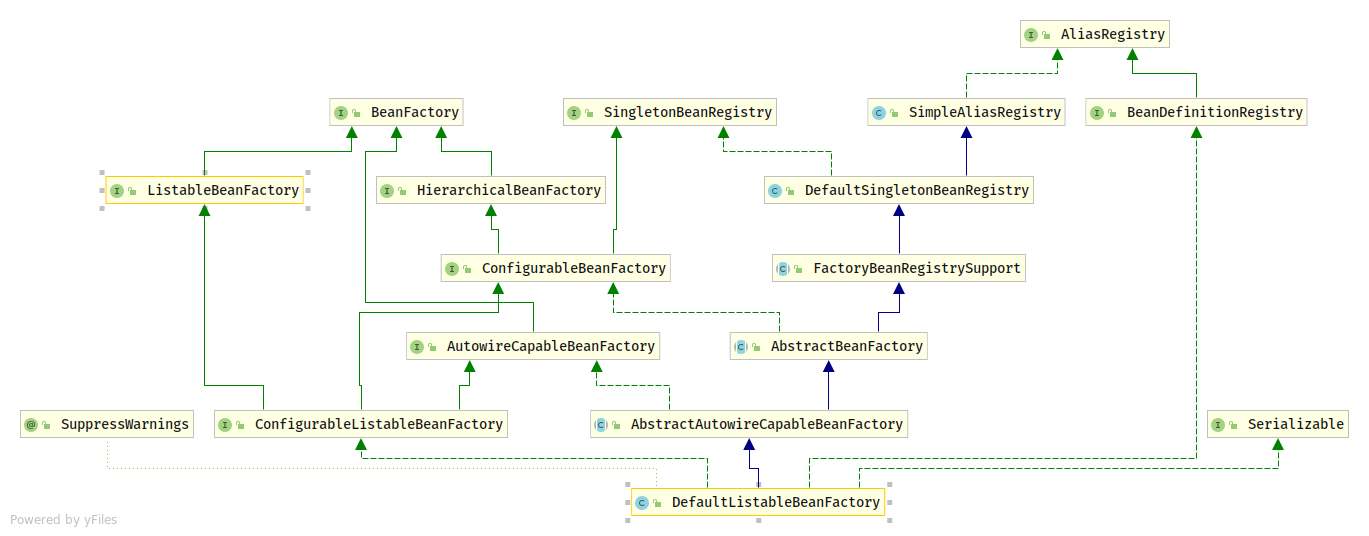 I AliasRegistry
I BeanFactory
I SingletonBeanRegistry
C SimpleAliasRegistry
I BeanDefinitionRegistry
I ListableBeanFactory
I HierarchicalBeanFactory
C DefaultSingletonBeanRegistry
I ConfigurableBeanFactory
C FactoryBeanRegistrySupport
I AutowireCapableBeanFactory
C AbstractBeanFactory
@ SuppressWarnings
I ConfigurableListableBeanFactory
C AbstractAutowireCapableBeanFactory
I Serializable
C DefaultListableBeanFactory
Powered by yFiles